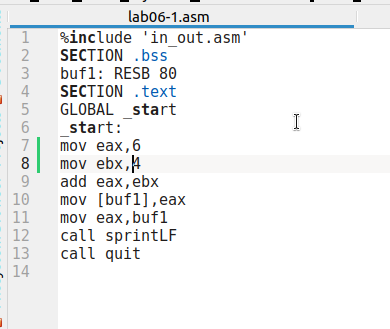 lab06-1.asm
1 %include 'in_out.asm'
2 SECTION .bss
3 buf1: RESB 80
4 SECTION .text
5 GLOBAL _start
6 _start:
7 mov eax,6
8 mov ebx,4
9 add eax,ebx
10 mov [buf1],eax
11 mov eax,buf1
12 call sprintLF
13 call quit
14